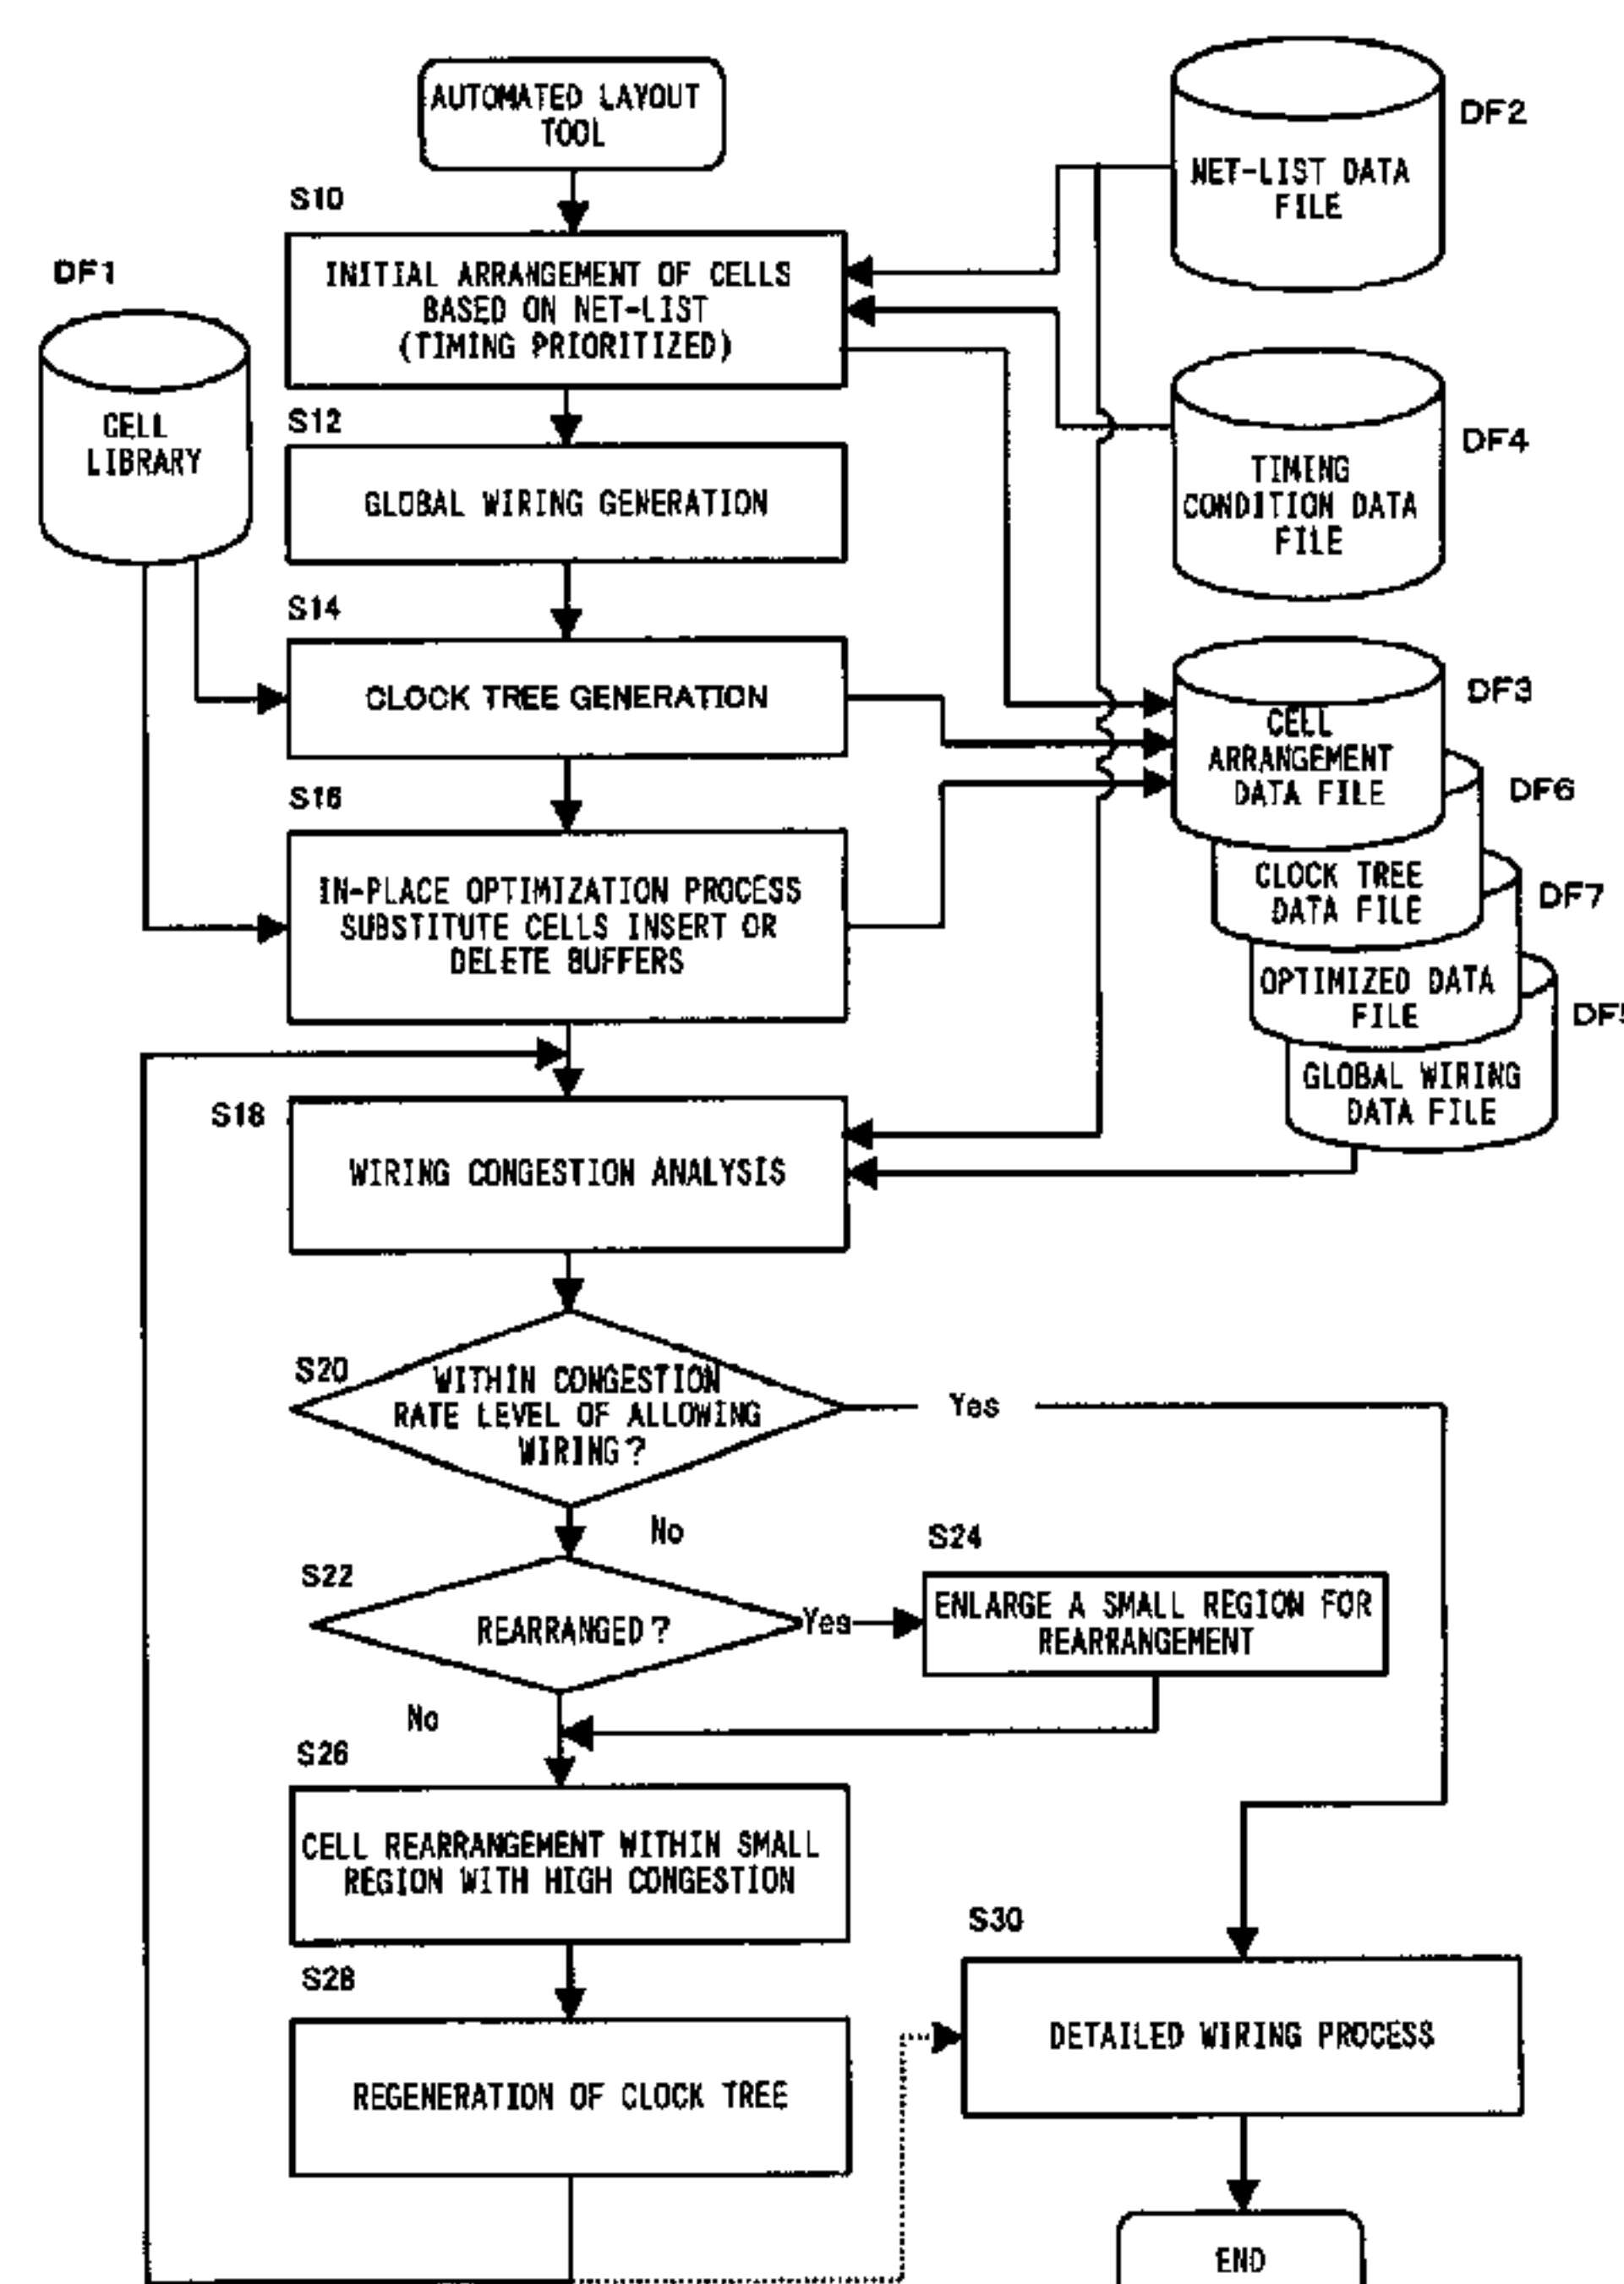 AUTOMATED LAYOUT
TOOL
DF2
NET-LIST DATA
FILE
S10
INITIAL ARRANGEMENT OF CELLS
BASED ON NET-LIST
(TIMING PRIORITIZED)
DF1
CELL
LIBRARY
S12
GLOBAL WIRING GENERATION
DF4
TIMING
CONDITION DATA
FILE
S14
CLOCK TREE GENERATION
DF3
CELL
ARRANGEMENT
DATA FILE
DF6
CLOCK TREE
DATA FILE
DF7
OPTIMIZED DATA
FILE
DF5
GLOBAL WIRING
DATA FILE
S16
IN-PLACE OPTIMIZATION PROCESS
SUBSTITUTE CELLS INSERT OR
DELETE BUFFERS
S18
WIRING CONGESTION ANALYSIS
S20
WITHIN CONGESTION
RATE LEVEL OF ALLOWING
WIRING?
Yes
No
S22
REARRANGED?
Yes
S24
ENLARGE A SMALL REGION FOR
REARRANGEMENT
No
S26
CELL REARRANGEMENT WITHIN SMALL
REGION WITH HIGH CONGESTION
S28
REGENERATION OF CLOCK TREE
S30
DETAILED WIRING PROCESS
END